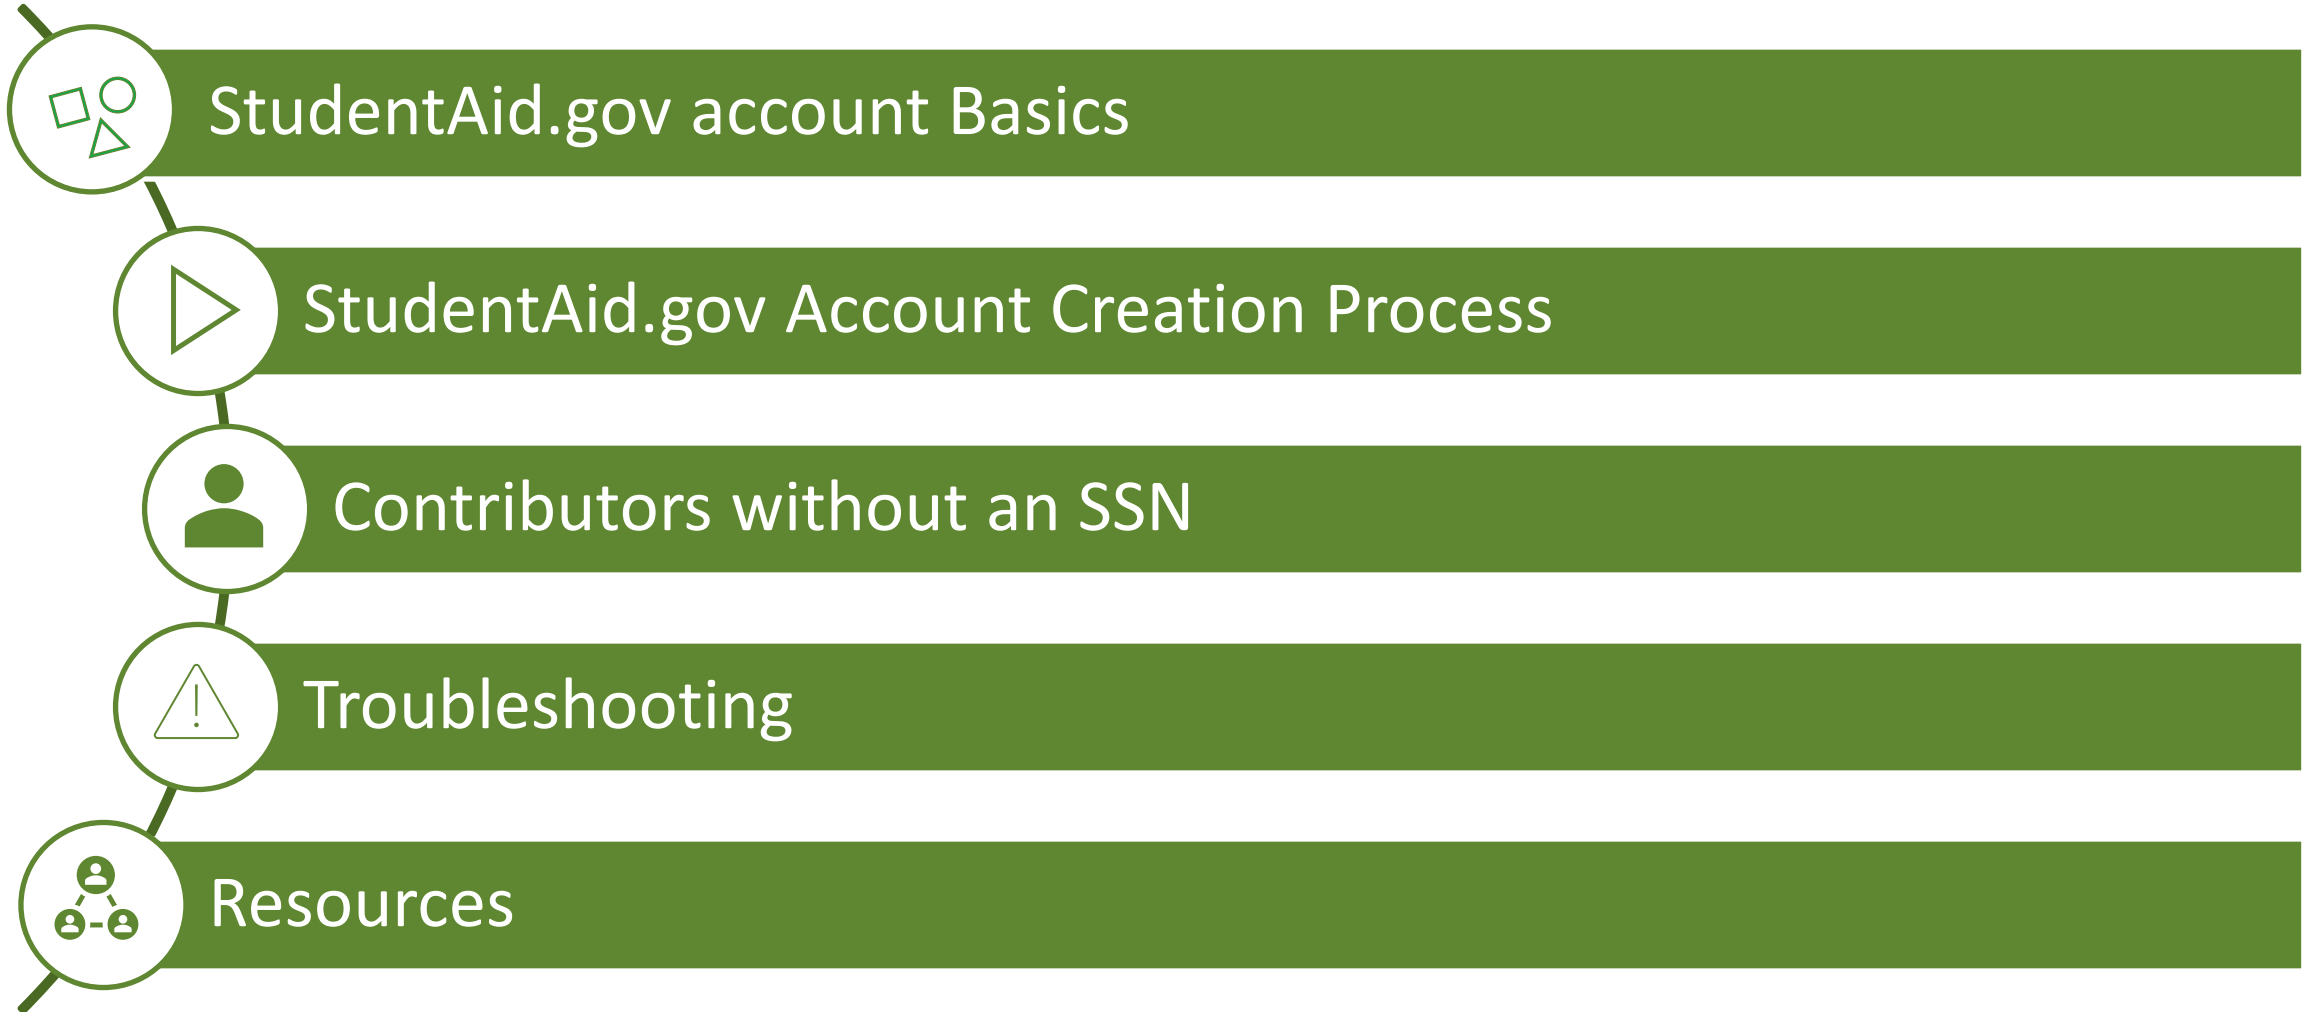 StudentAid.gov account Basics
StudentAid.gov Account Creation Process
Contributors without an SSN
Troubleshooting
Resources